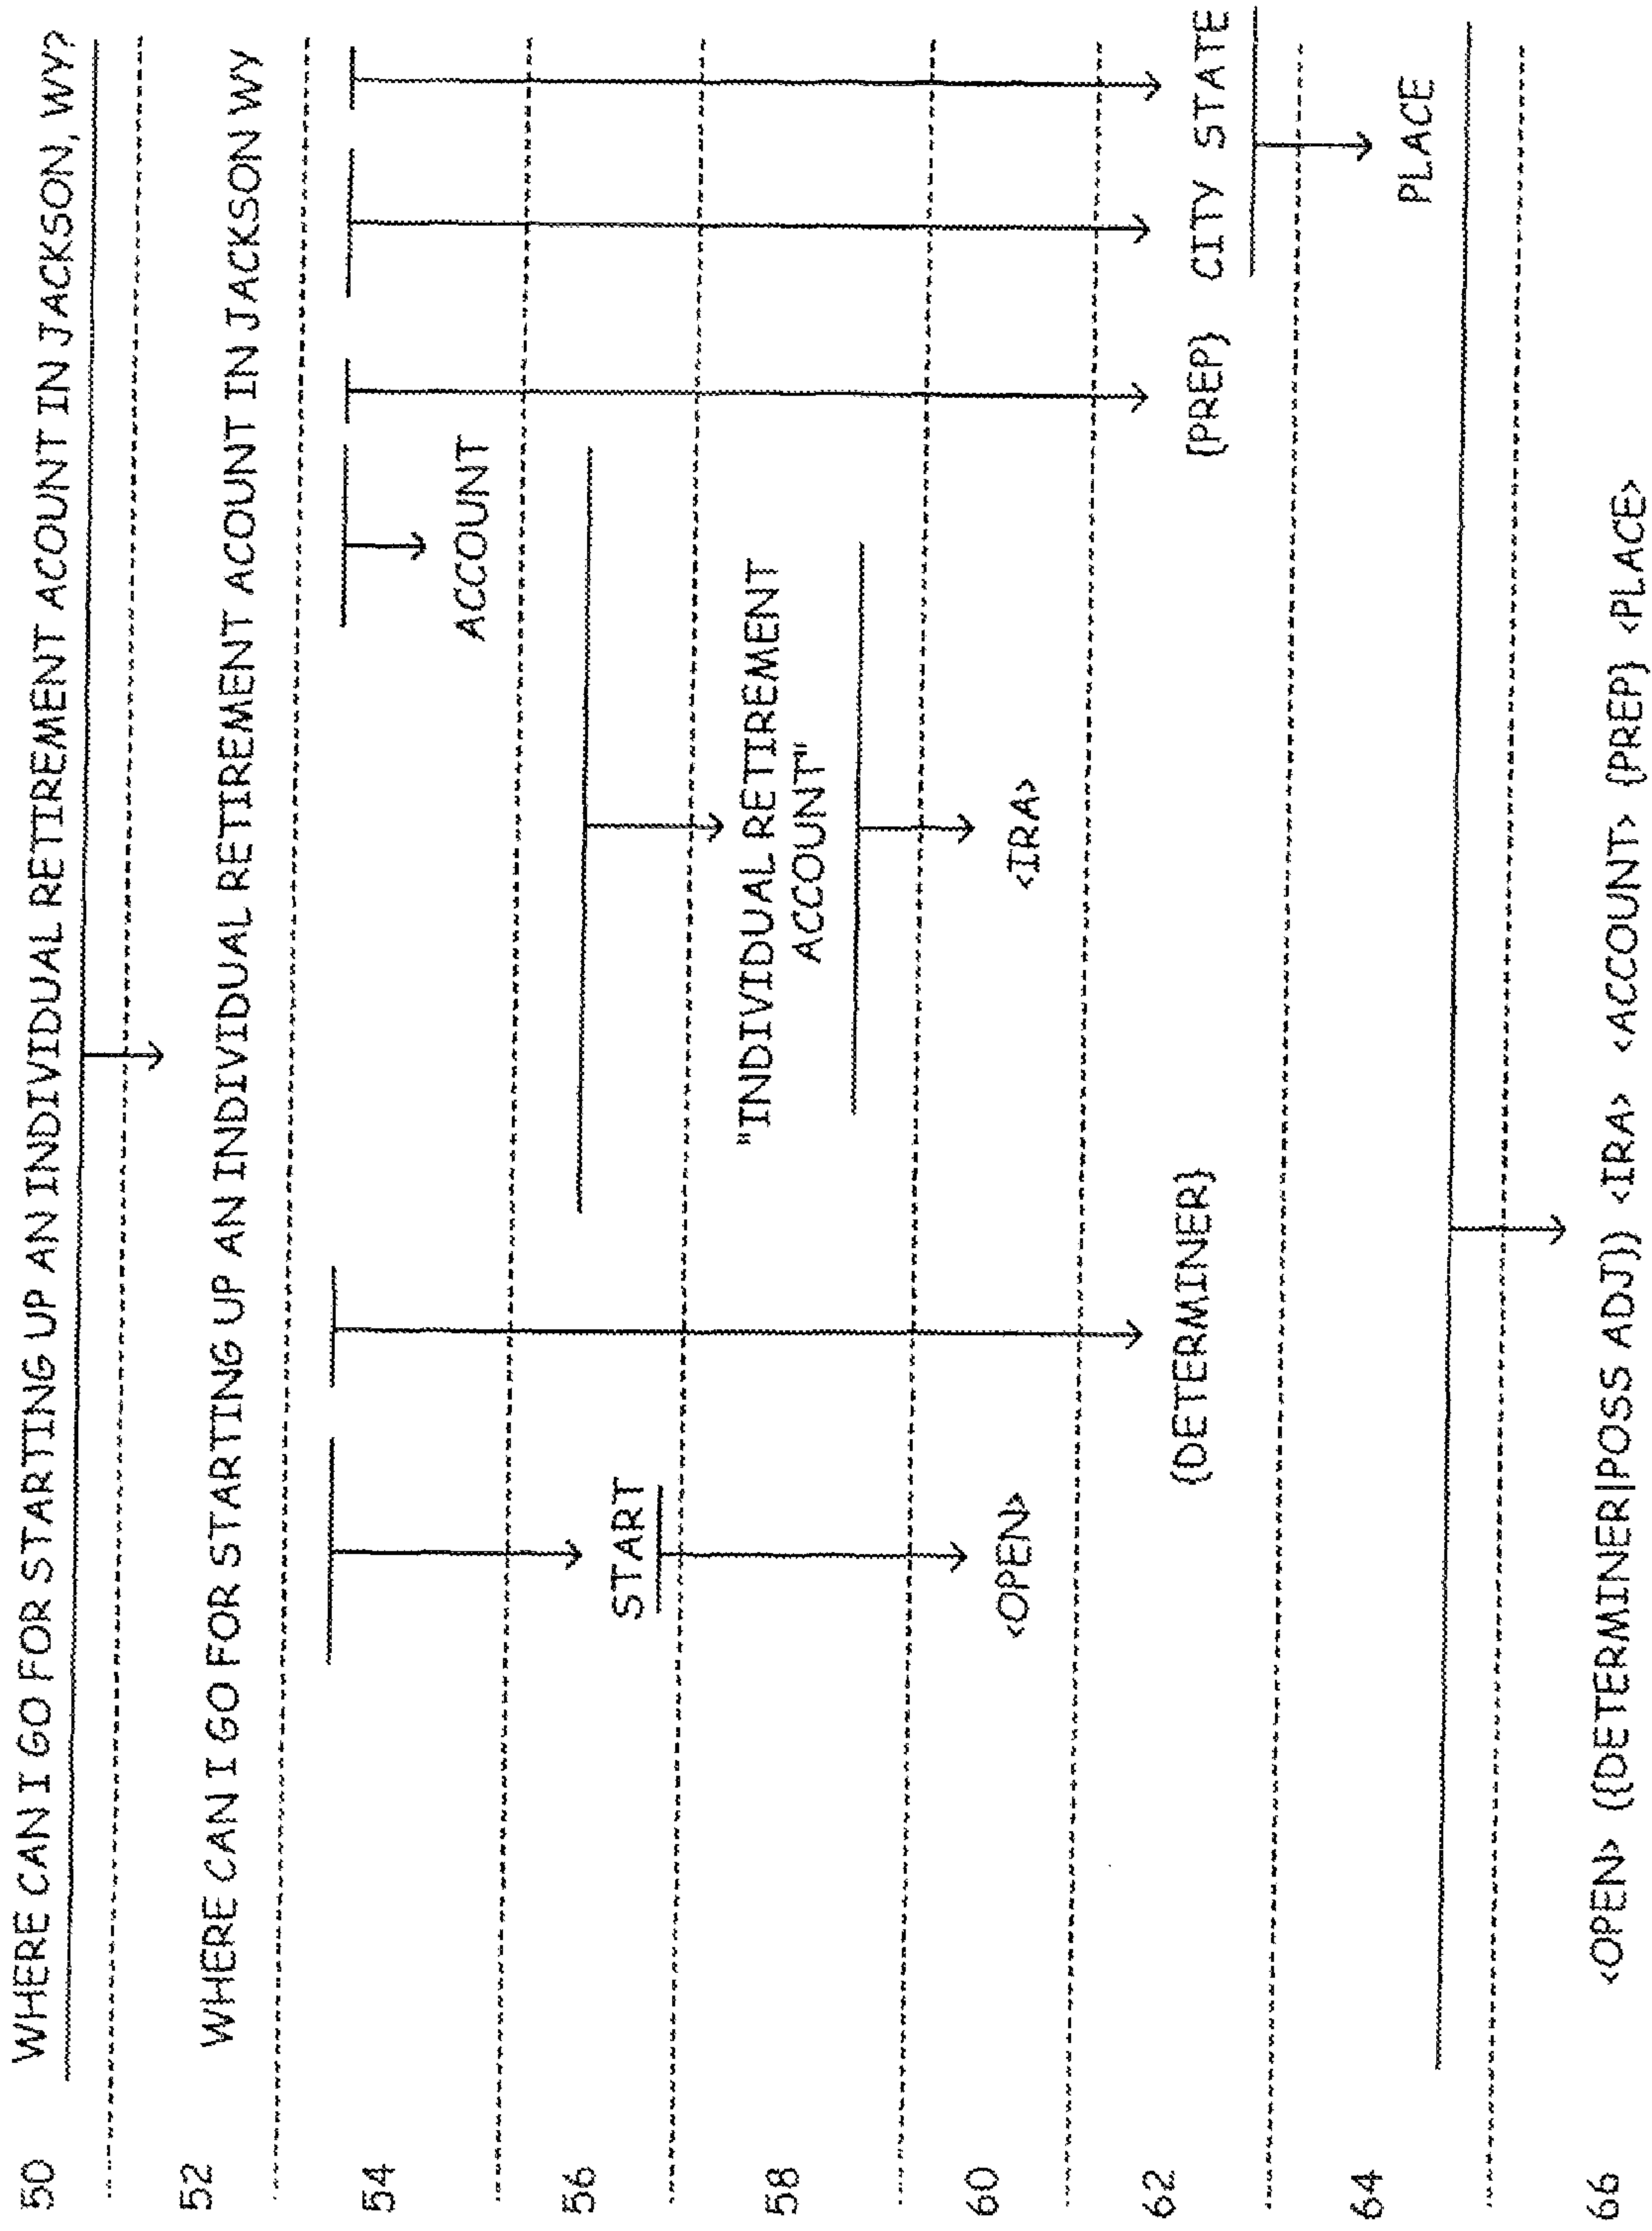 50 WHERE CAN I GO FOR STARTING UP AN INDIVIDUAL RETIREMENT ACOUNT IN JACKSON, WY?
52 WHERE CAN I GO FOR STARTING UP AN INDIVIDUAL RETIREMENT ACOUNT IN JACKSON WY
54 ACCOUNT
56 START
58 "INDIVIDUAL RETIREMENT
ACCOUNT"
60 <OPEN> <IRA>
62 {DETERMINER} {PREP} CITY STATE
64 PLACE
66 <OPEN> {{DETERMINER|POSS ADJ}} <IRA> <ACCOUNT> {PREP} <PLACE>